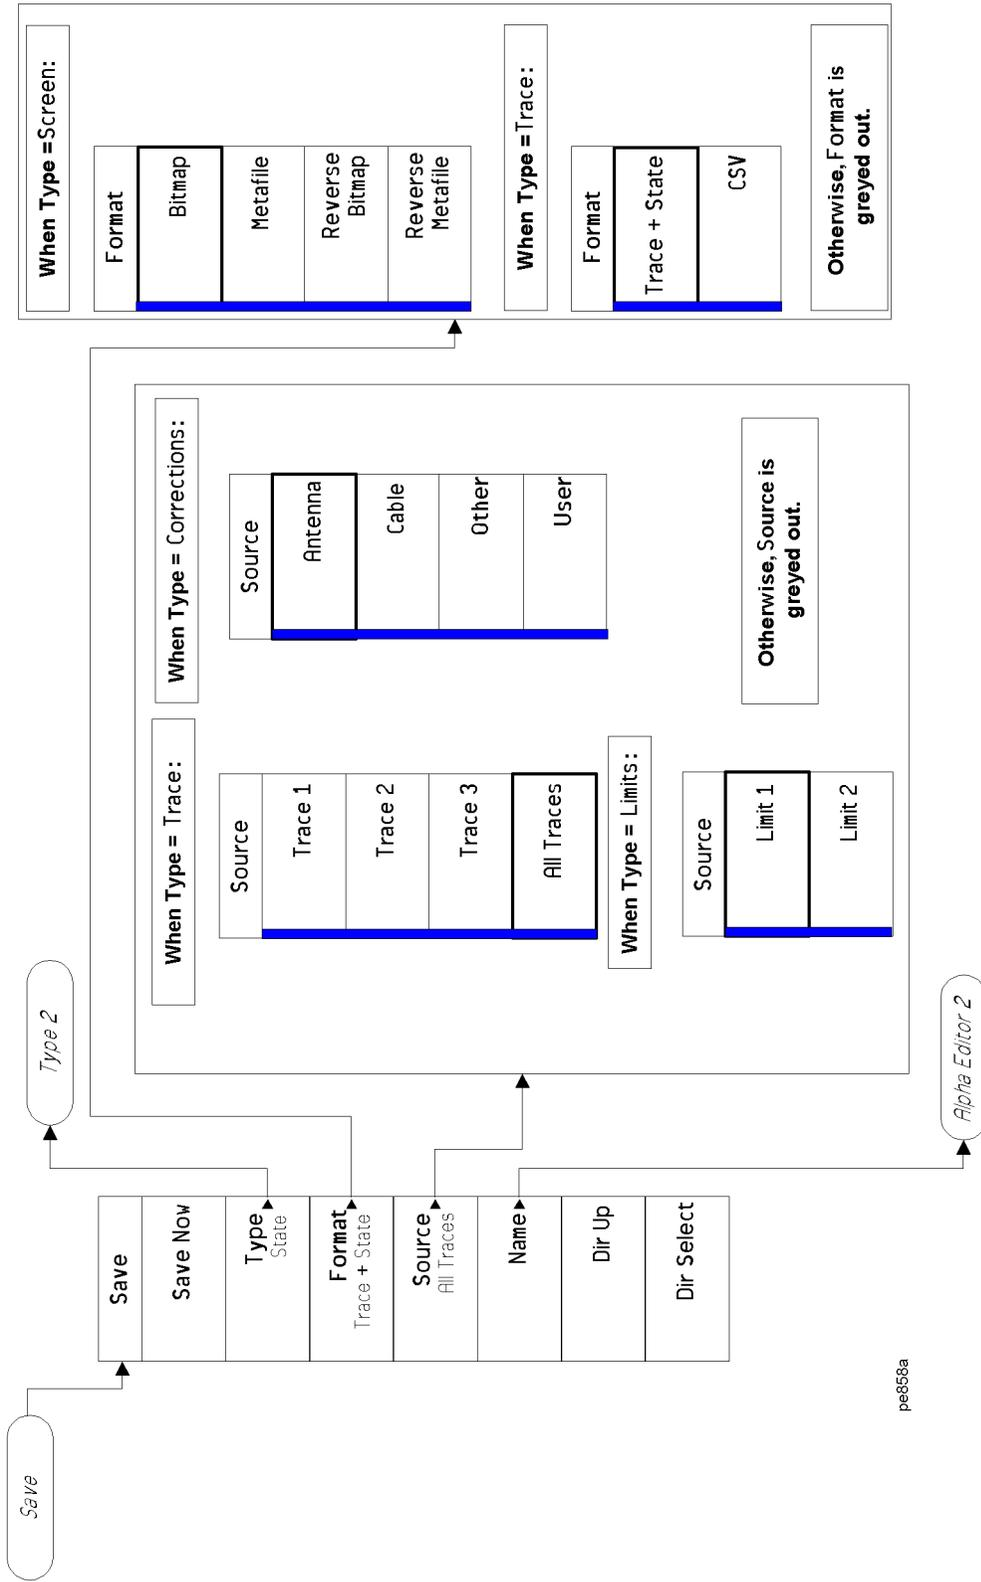 Save
Save
Save Now
Type
State
Format
Trace + State
Source
All Traces
Name
Dir Up
Dir Select
Type 2
Alpha Editor 2
When Type = Trace:
Source
Trace 1
Trace 2
Trace 3
All Traces
When Type = Limits:
Source
Limit 1
Limit 2
When Type = Corrections:
Source
Antenna
Cable
Other
User
Otherwise, Source is
greyed out.
When Type =Screen:
Format
Bitmap
Metafile
Reverse
Bitmap
Reverse
Metafile
When Type =Trace:
Format
Trace + State
CSV
Otherwise, Format is
greyed out.
pe858a